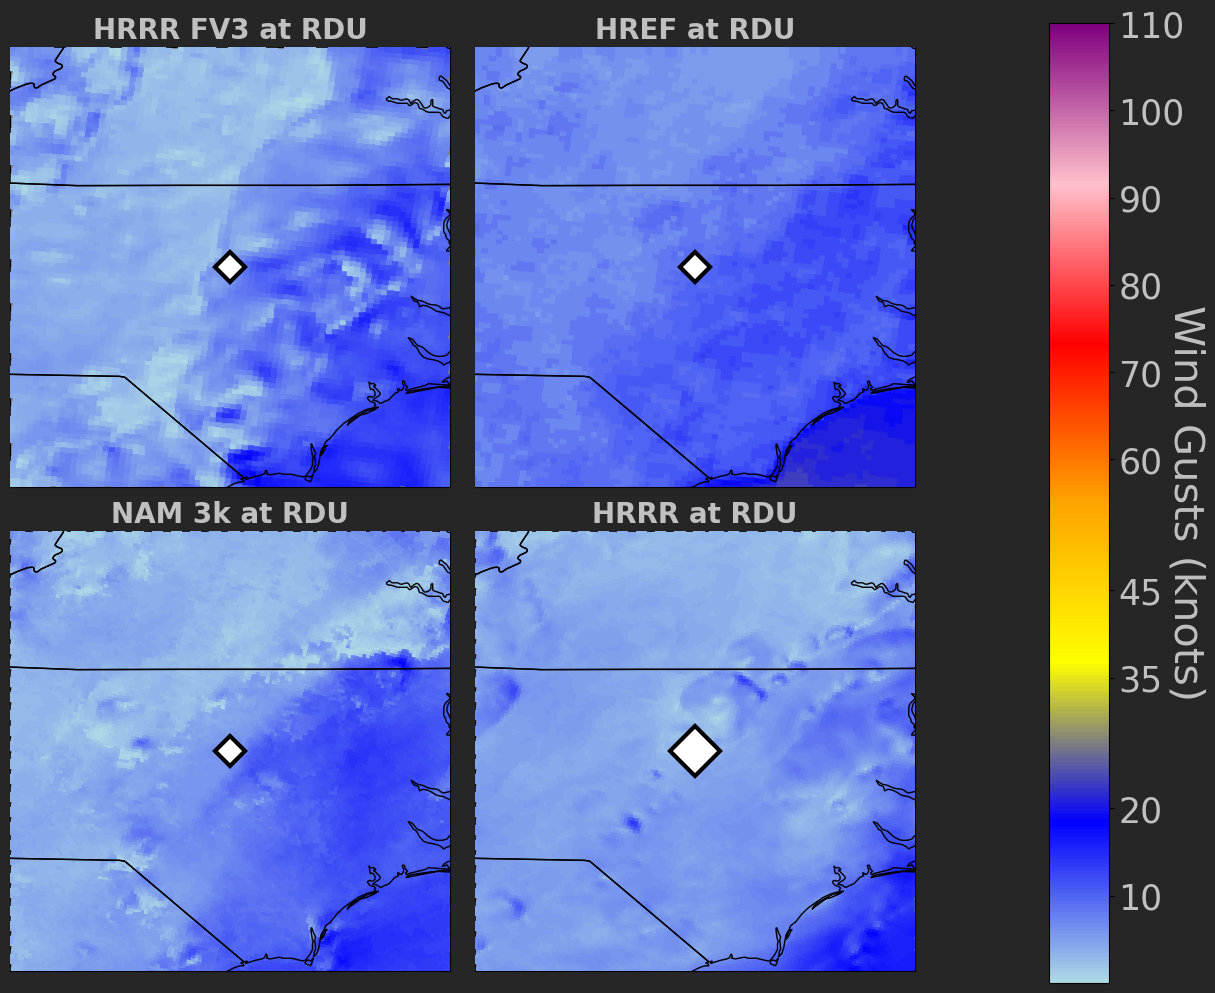 HRRR FV3 at RDU
HREF at RDU
NAM 3k at RDU
HRRR at RDU
110
100
90
80
70
60
45
35
20
10
Wind Gusts (knots)